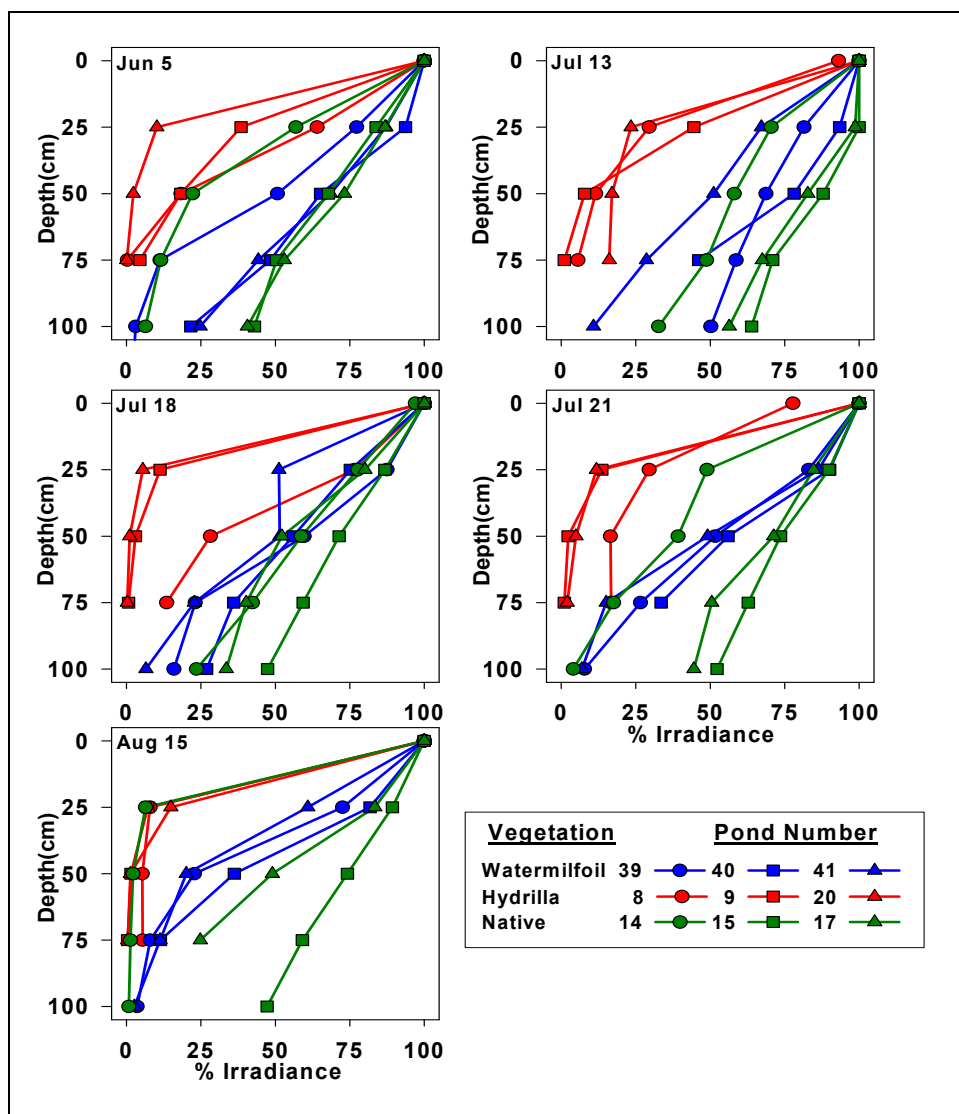 Jun 5
Jul 13
Depth(cm)
0
25
50
75
100
0 25 50 75 100
Depth(cm)
0
25
50
75
100
0 25 50 75 100
Jul 18
Jul 21
Depth(cm)
0
25
50
75
100
0 25 50 75 100
Depth(cm)
0
25
50
75
100
0 25 50 75 100
% Irradiance
Aug 15
Depth(cm)
0
25
50
75
100
0 25 50 75 100
% Irradiance
Vegetation Pond Number
Watermilfoil 39 40 41
Hydrilla 8 9 20
Native 14 15 17